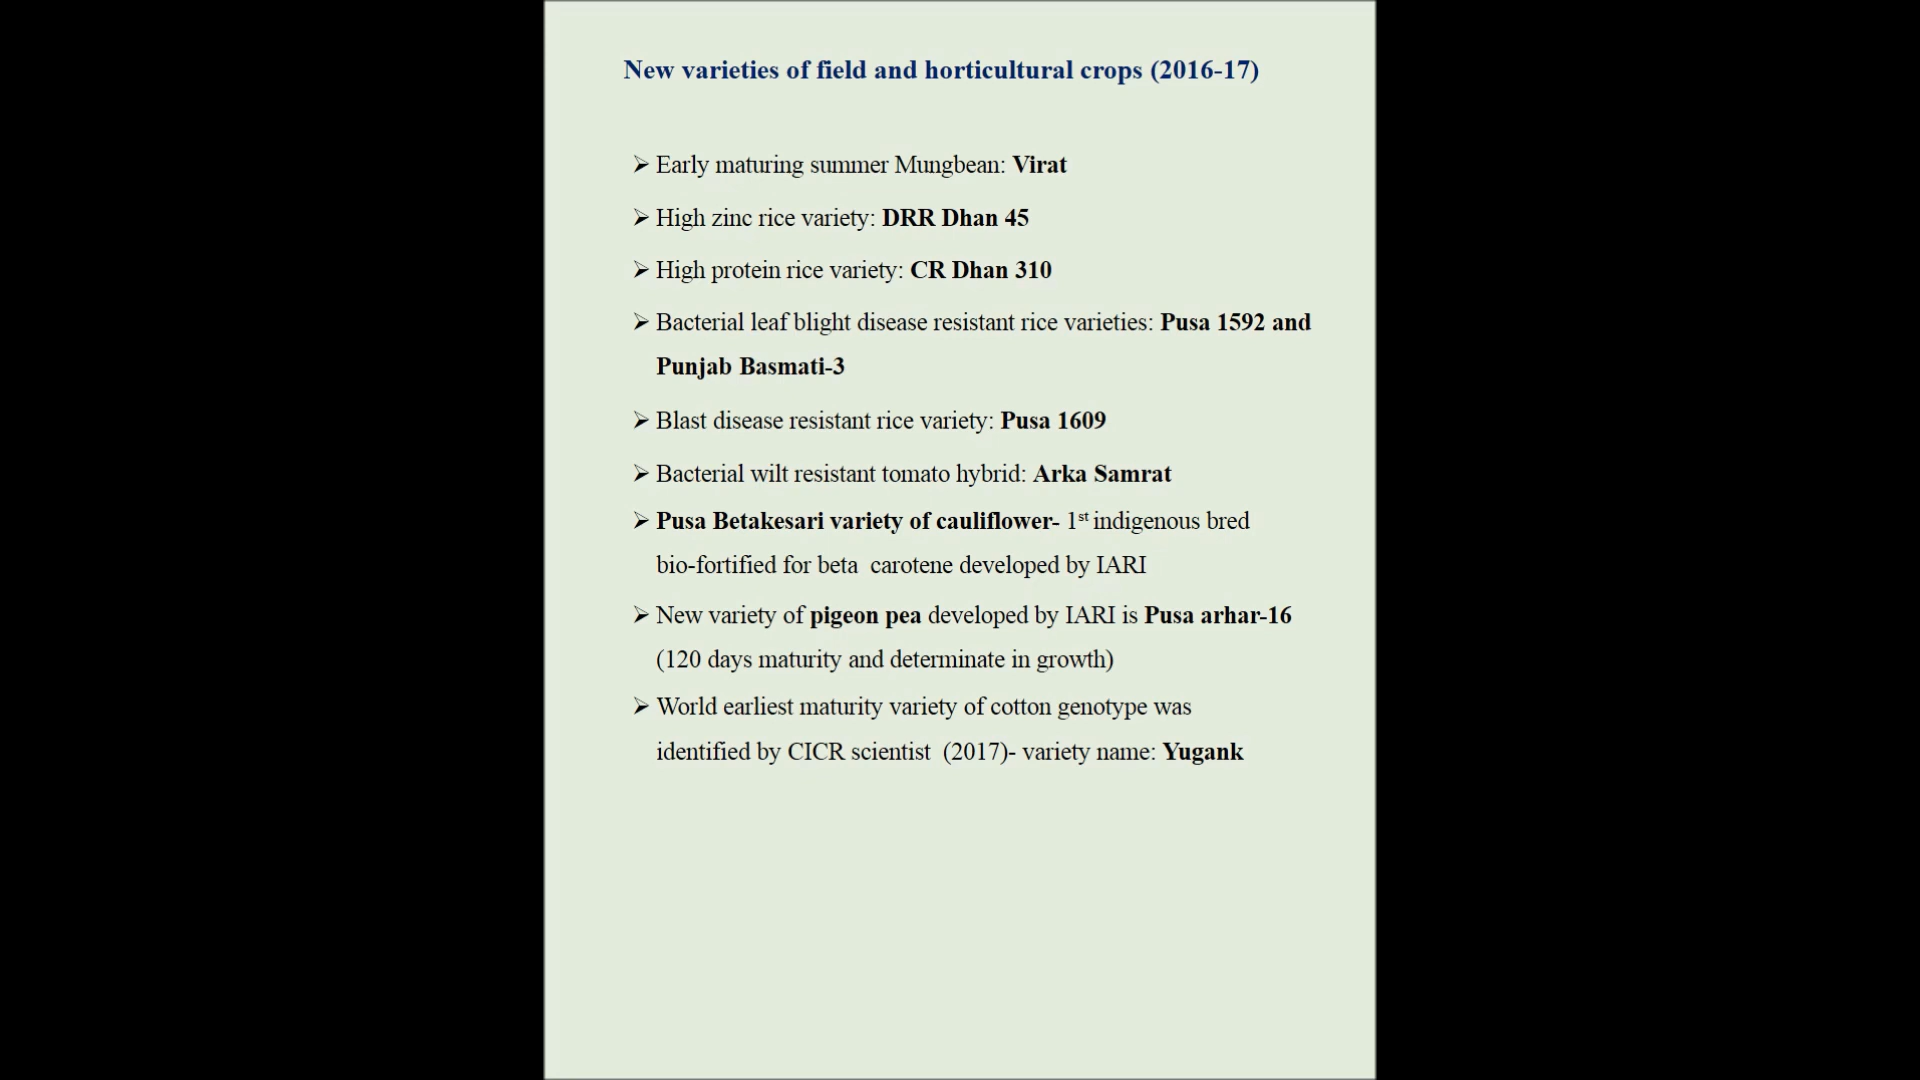 New varieties of field and horticultural crops (2016-17)
➢ Early maturing summer Mungbean: Virat
➢ High zinc rice variety: DRR Dhan 45
➢ High protein rice variety: CR Dhan 310
➢ Bacterial leaf blight disease resistant rice varieties: Pusa 1592 and
Punjab Basmati-3
➢ Blast disease resistant rice variety: Pusa 1609
➢ Bacterial wilt resistant tomato hybrid: Arka Samrat
➢ Pusa Betakesari variety of cauliflower- 1st indigenous bred
bio-fortified for beta  carotene developed by IARI
➢ New variety of pigeon pea developed by IARI is Pusa arhar-16
(120 days maturity and determinate in growth)
➢ World earliest maturity variety of cotton genotype was
identified by CICR scientist  (2017)- variety name: Yugank